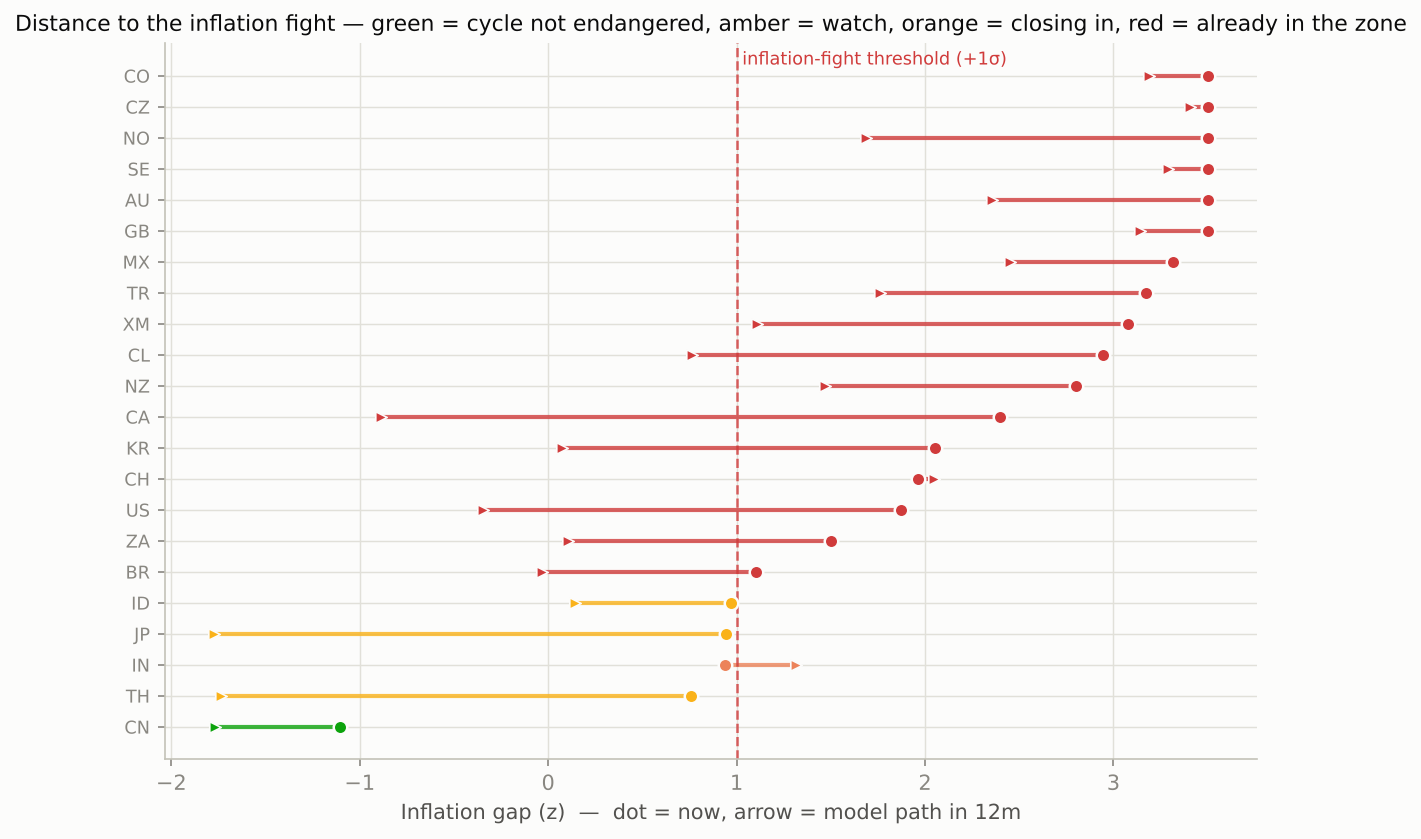 Distance to the inflation fight — green = cycle not endangered, amber = watch, orange = closing in, red = already in the zone
inflation-fight threshold (+1σ)
CO
CZ
NO
SE
AU
GB
MX
TR
XM
CL
NZ
CA
KR
CH
US
ZA
BR
ID
JP
IN
TH
CN
−2 −1 0 1 2 3
Inflation gap (z) — dot = now, arrow = model path in 12m